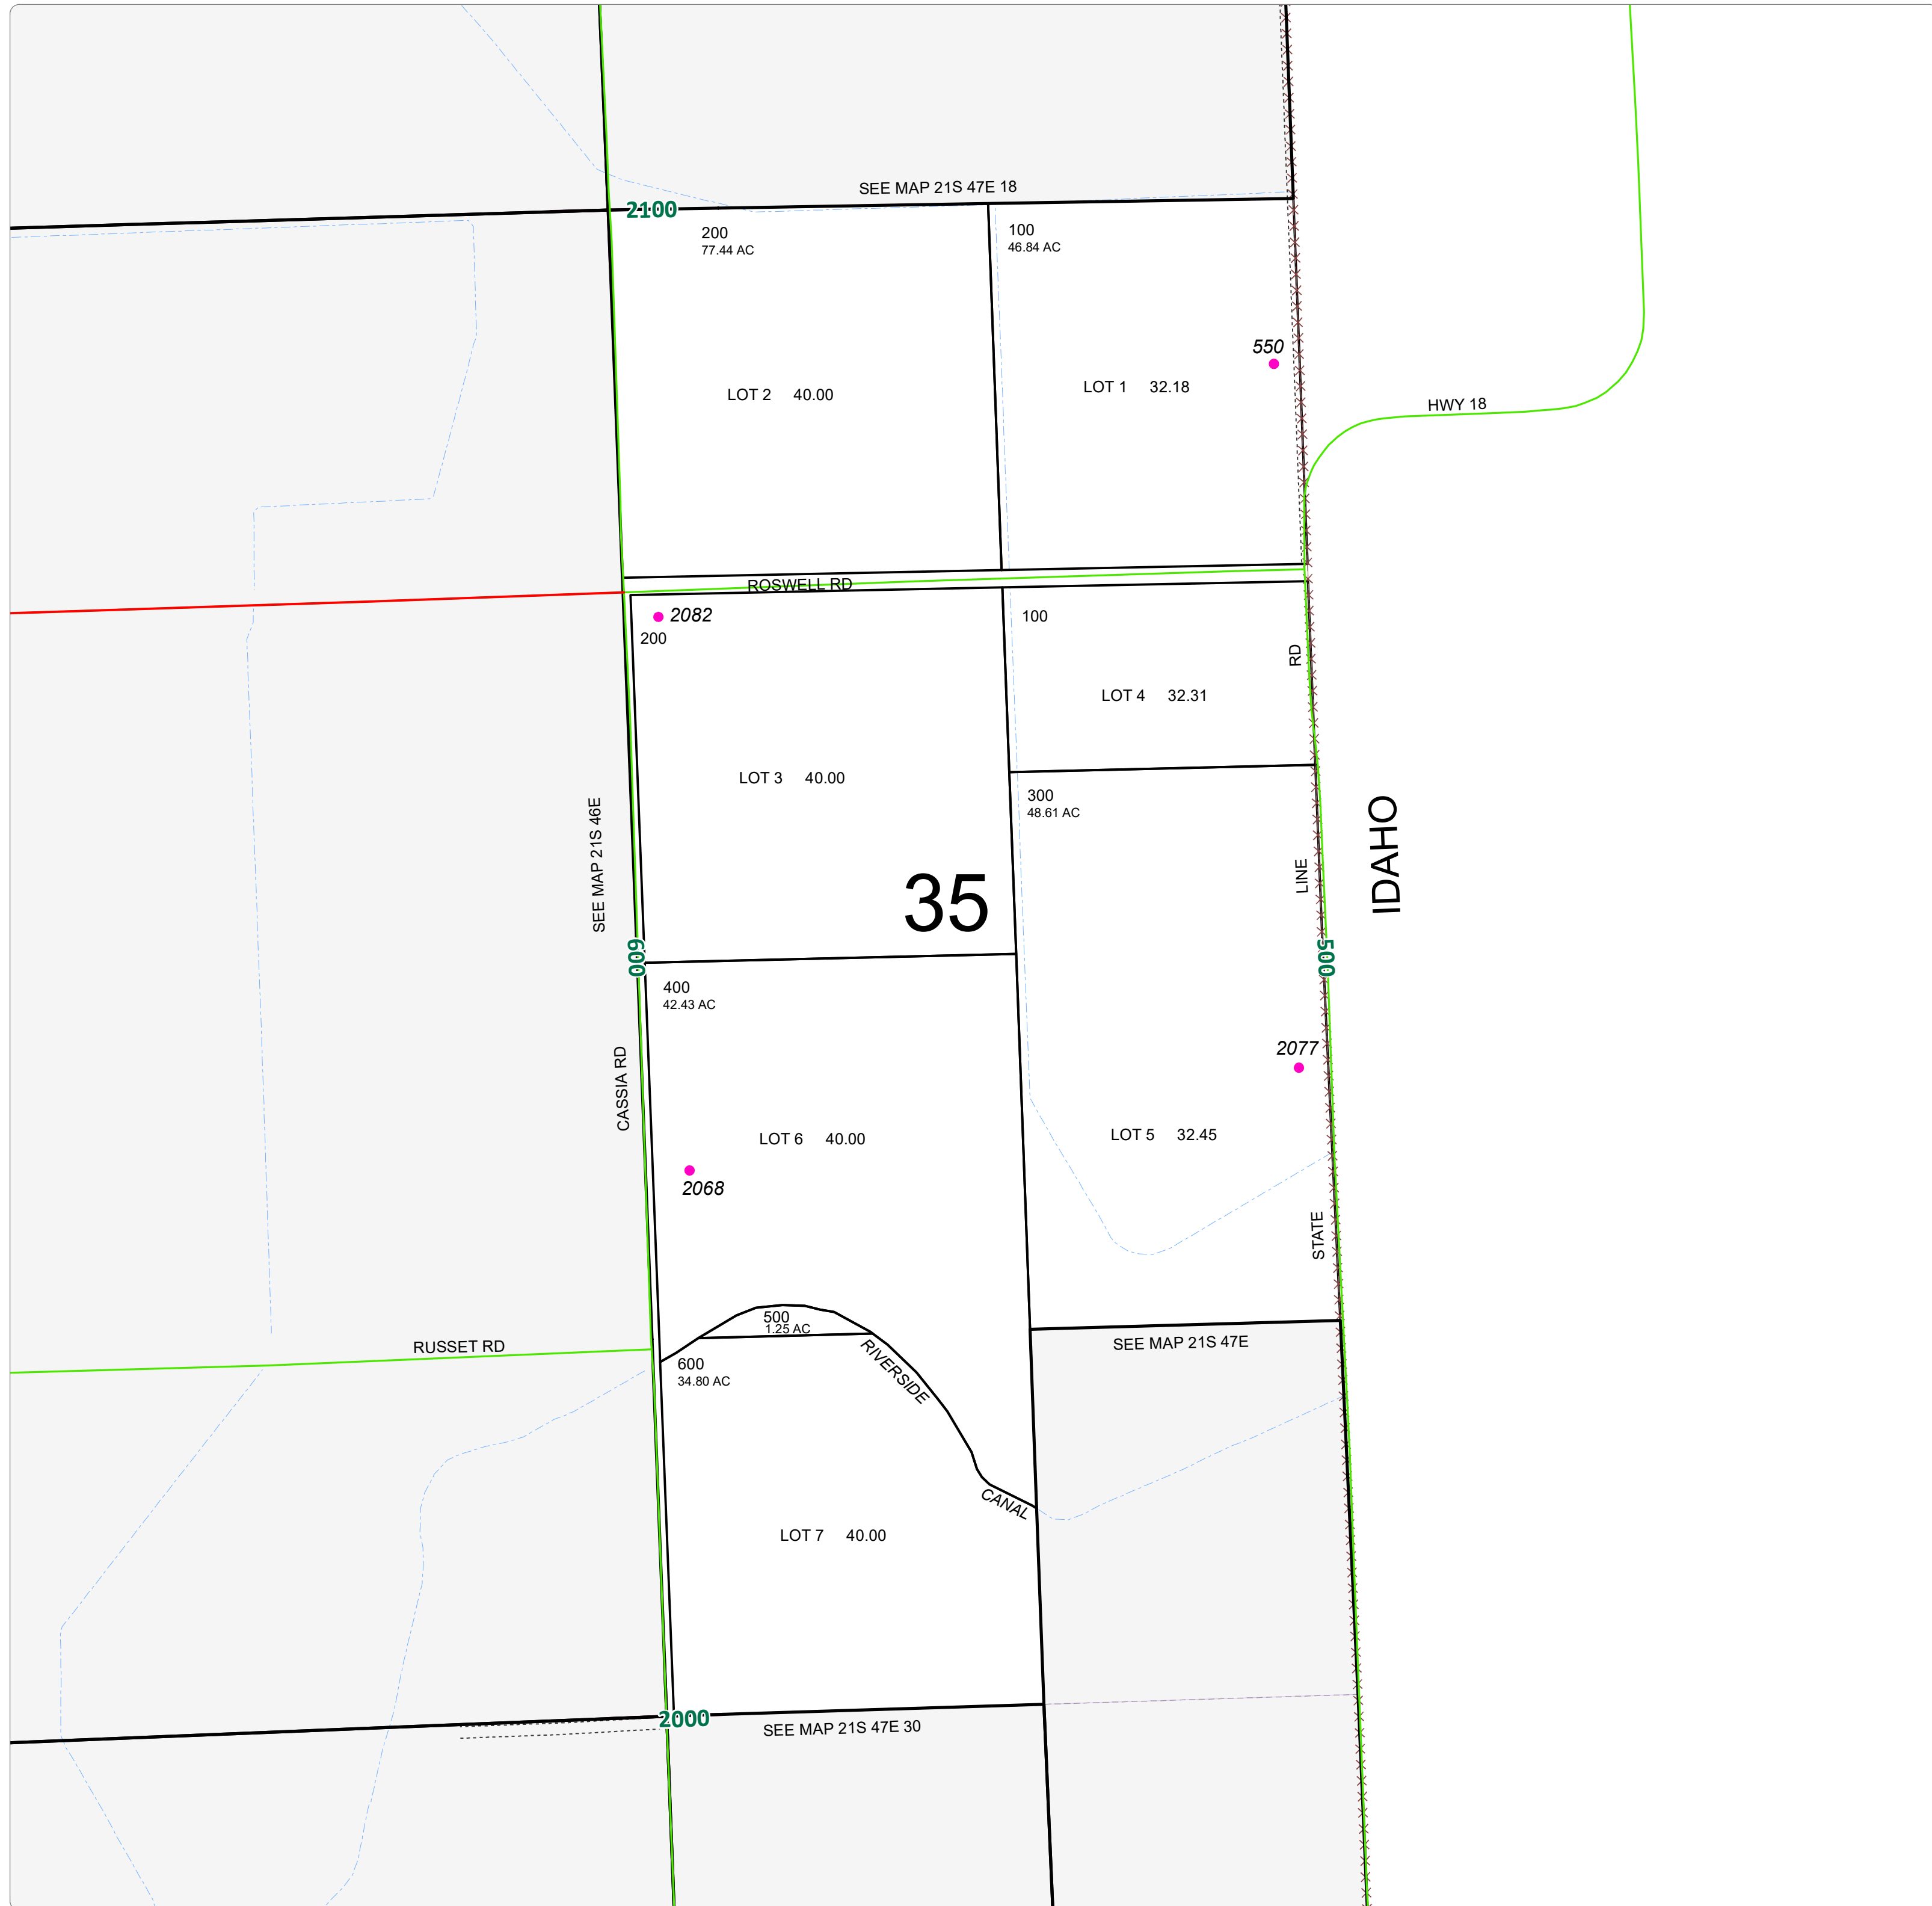 SEE MAP 21S 47E 18
2100
200
77.44 AC
100
46.84 AC
550
LOT 2 40.00
LOT 1 32.18
HWY 18
ROSWELL RD
2082
200
100
RD
LOT 4 32.31
LOT 3 40.00
300
48.61 AC
SEE MAP 21S 46E
IDAHO
LINE
35
600
500
400
42.43 AC
2077
CASSIA RD
LOT 6 40.00
LOT 5 32.45
2068
STATE
500
1.25 AC
RUSSET RD
SEE MAP 21S 47E
600
34.80 AC
RIVERSIDE
CANAL
LOT 7 40.00
2000
SEE MAP 21S 47E 30